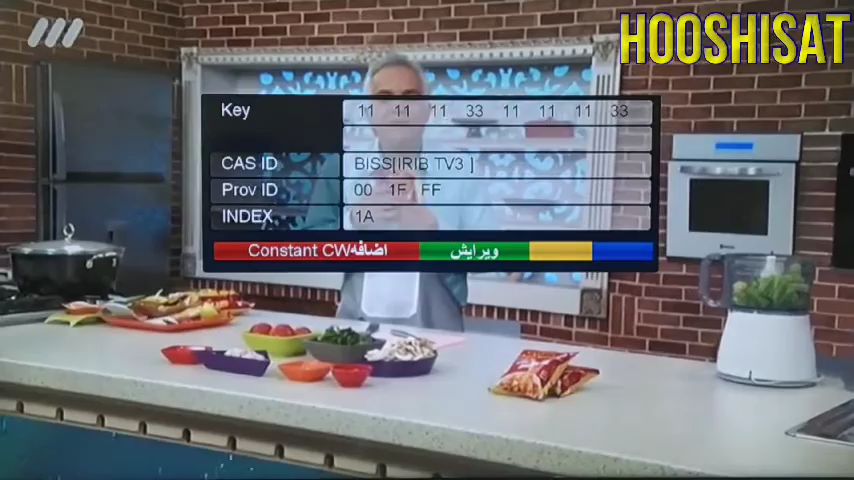 HOOSHISAT
Key 11 11 11 33 11 11 11 33
CAS ID BISS[IRIB TV3 ]
Prov ID 00 1F FF
INDEX 1A
Constant CWاضافه ویرایش